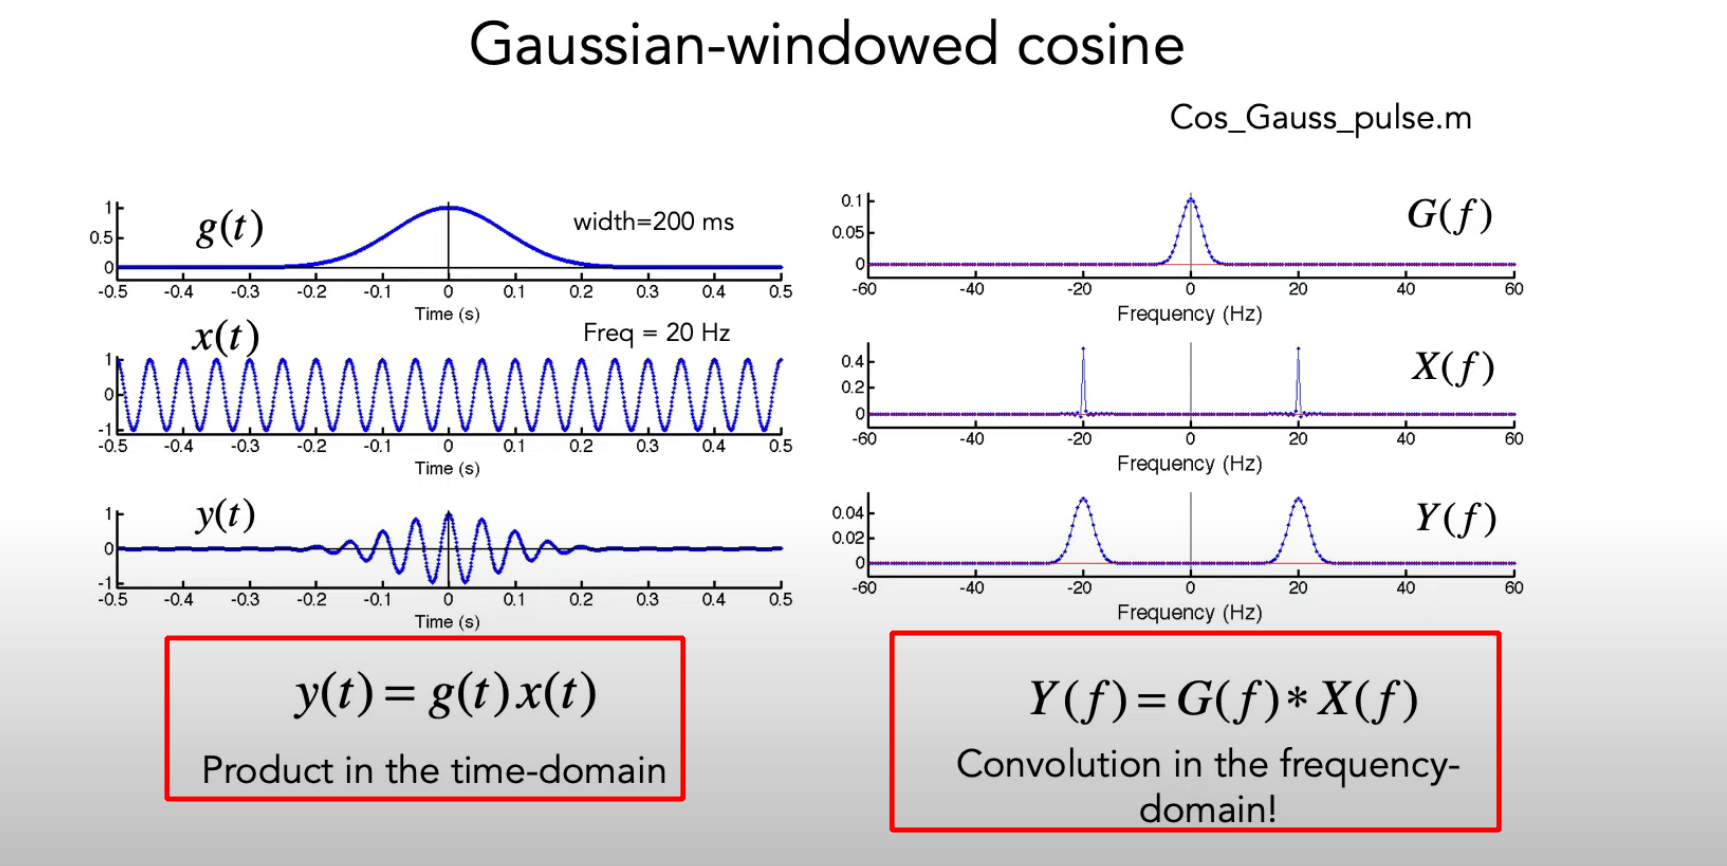 Gaussian-windowed cosine
Cos_Gauss_pulse.m
g(t)
width=200 ms
1
0.5
0
-0.5 -0.4 -0.3 -0.2 -0.1 0 0.1 0.2 0.3 0.4 0.5
Time (s)
x(t)
Freq = 20 Hz
1
0
-1
-0.5 -0.4 -0.3 -0.2 -0.1 0 0.1 0.2 0.3 0.4 0.5
Time (s)
y(t)
1
0
-1
-0.5 -0.4 -0.3 -0.2 -0.1 0 0.1 0.2 0.3 0.4 0.5
Time (s)
y(t) = g(t) x(t)
Product in the time-domain
G(f)
0.1
0.05
0
-60 -40 -20 0 20 40 60
Frequency (Hz)
X(f)
0.4
0.2
0
-60 -40 -20 0 20 40 60
Frequency (Hz)
Y(f)
0.04
0.02
0
-60 -40 -20 0 20 40 60
Frequency (Hz)
Y(f) = G(f) * X(f)
Convolution in the frequency-
domain!